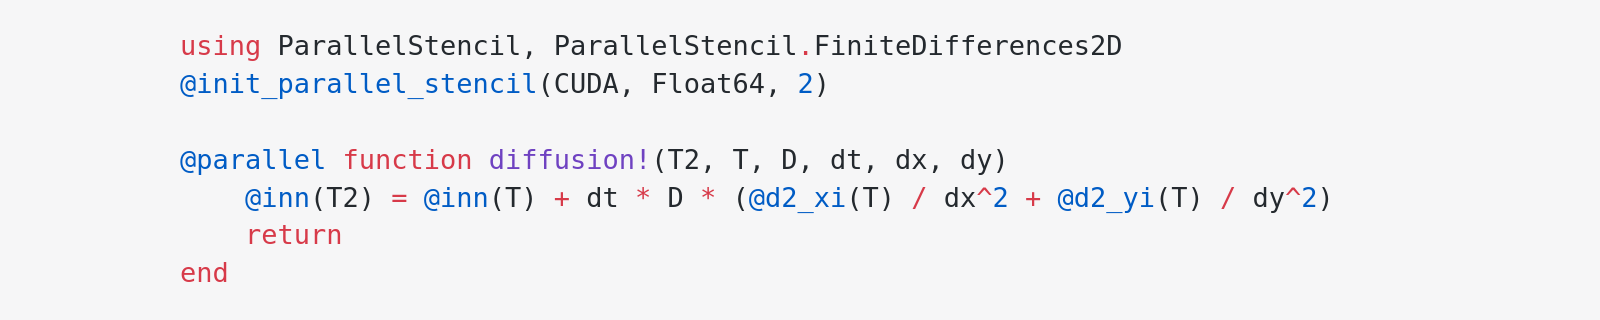 using ParallelStencil, ParallelStencil.FiniteDifferences2D
@init_parallel_stencil(CUDA, Float64, 2)
@parallel function diffusion!(T2, T, D, dt, dx, dy)
    @inn(T2) = @inn(T) + dt * D * (@d2_xi(T) / dx^2 + @d2_yi(T) / dy^2)
    return
end